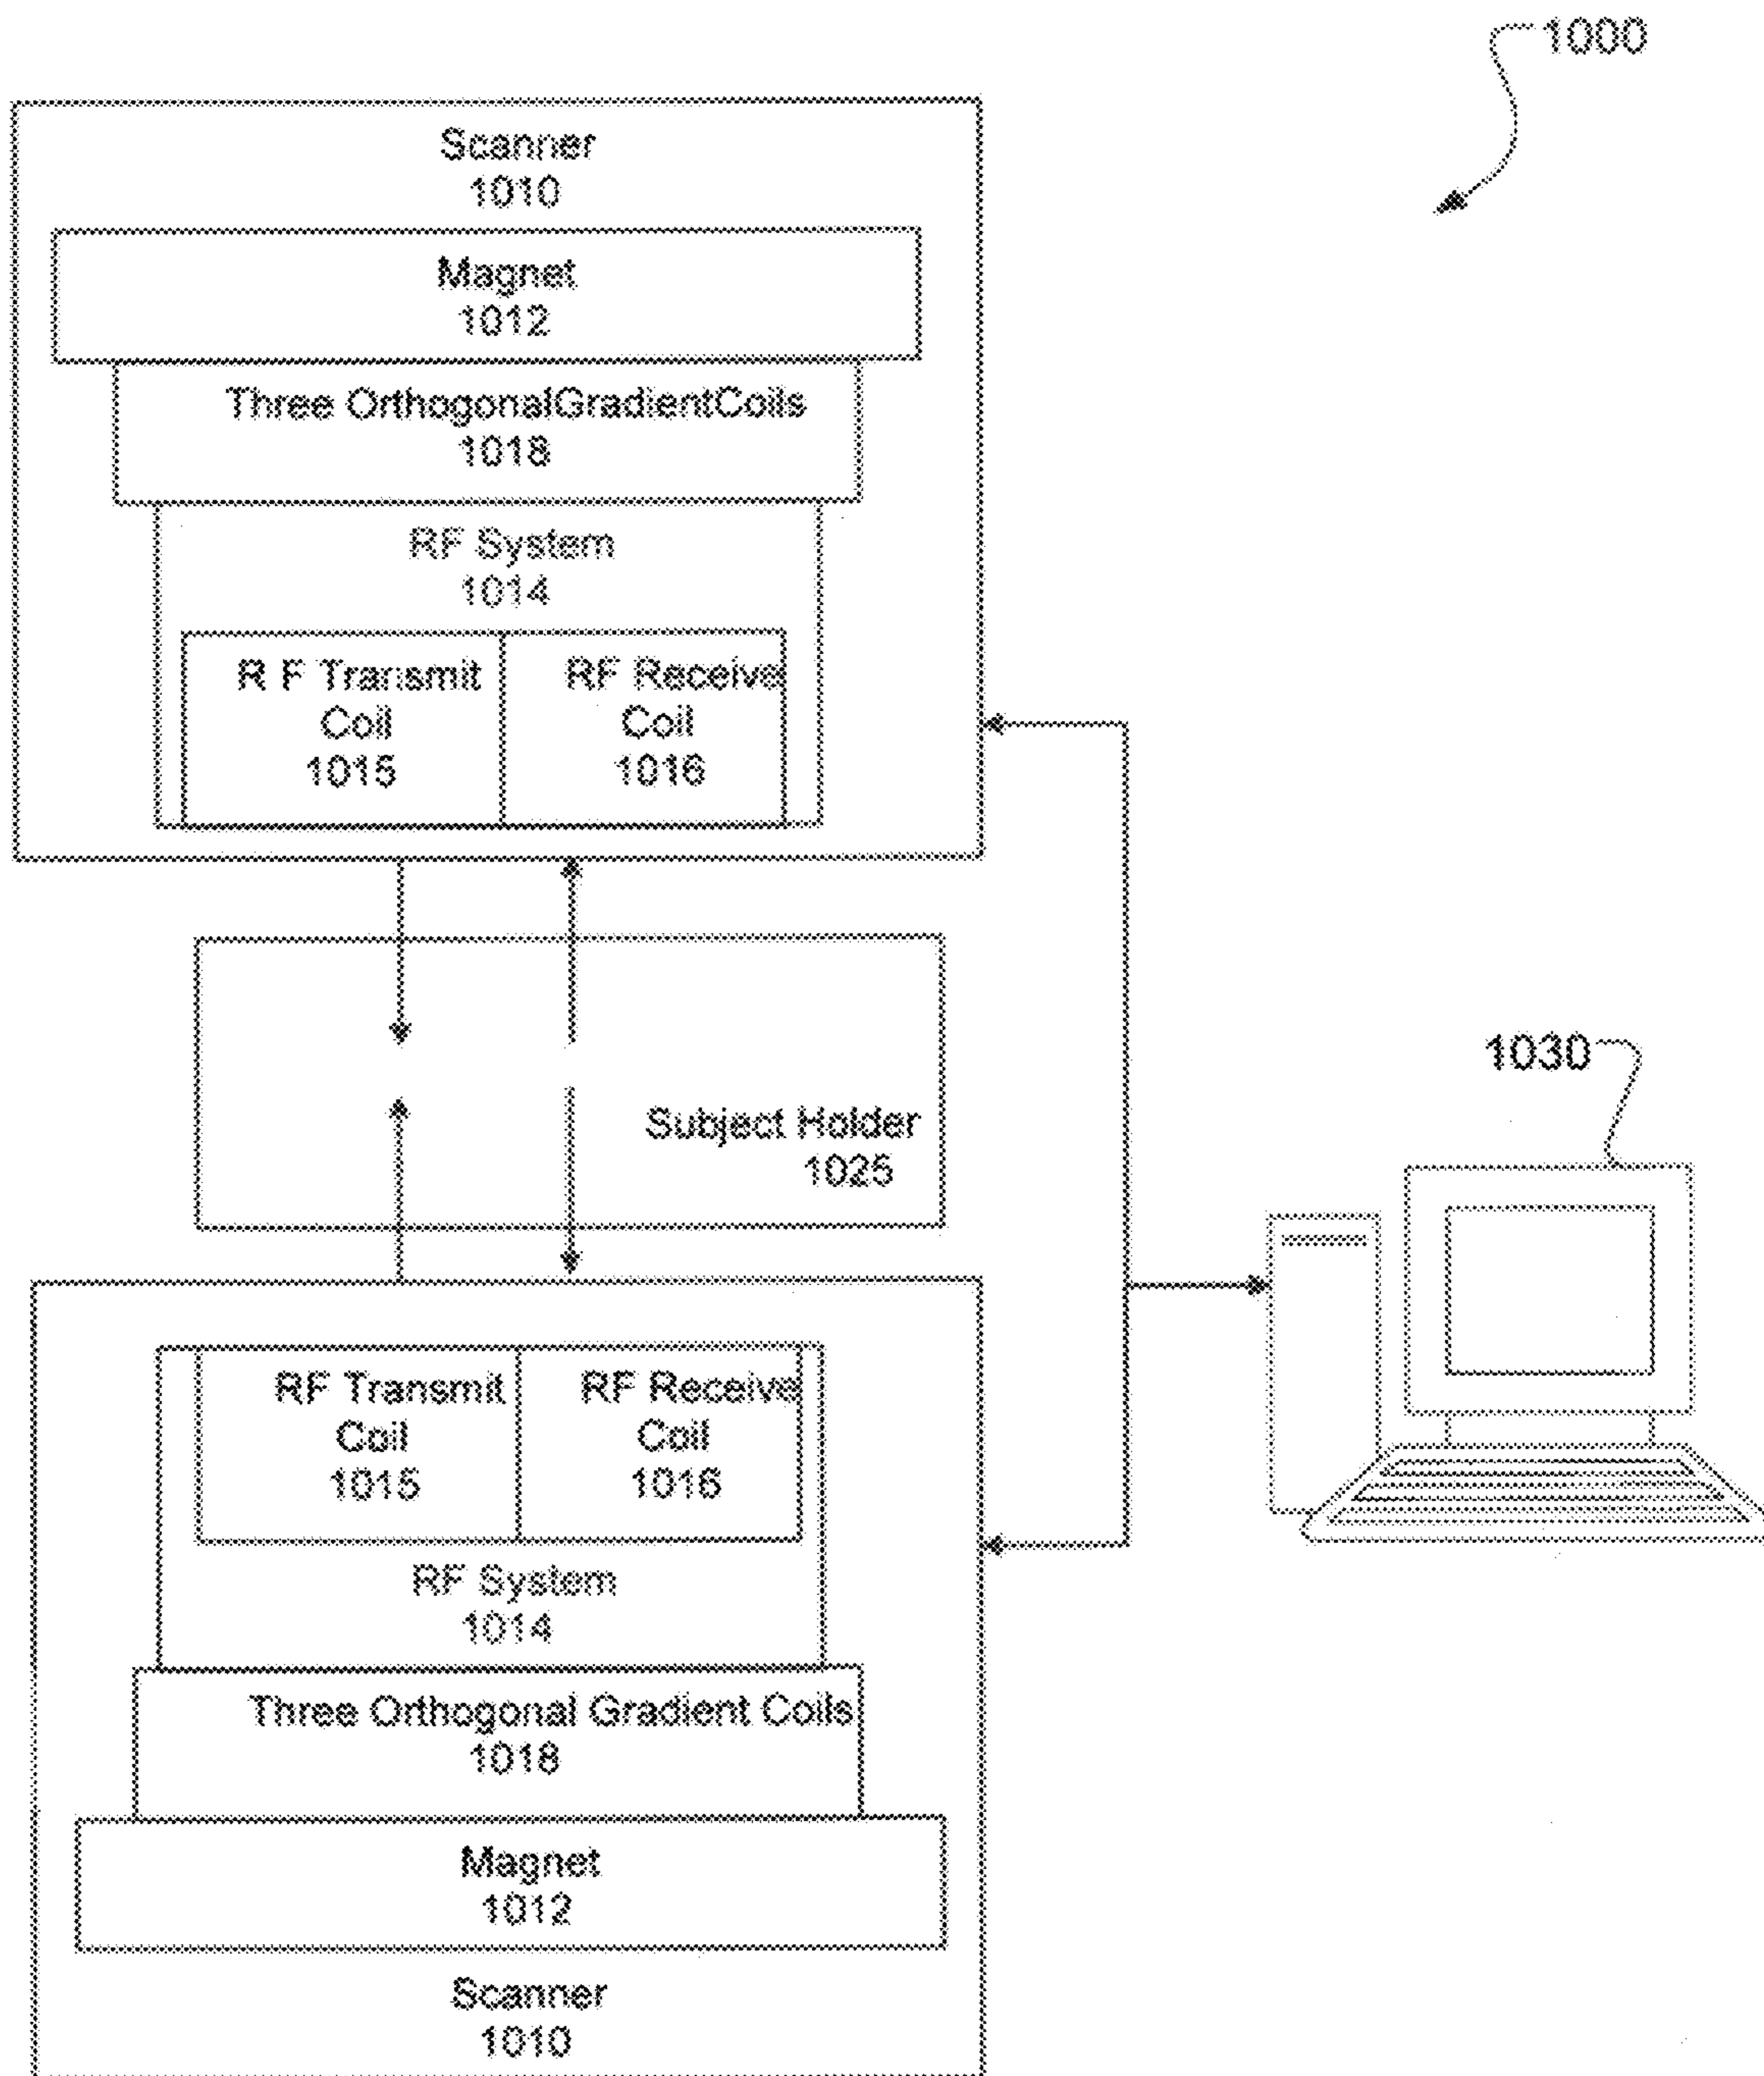 1000
Scanner
1010
Magnet
1012
Three OrthogonalGradientCoils
1018
RF System
1014
R F Transmit
Coil
1015
RF Receive
Coil
1016
Subject Holder
1025
1030
RF Transmit
Coil
1015
RF Receive
Coil
1016
RF System
1014
Three Orthogonal Gradient Coils
1018
Magnet
1012
Scanner
1010